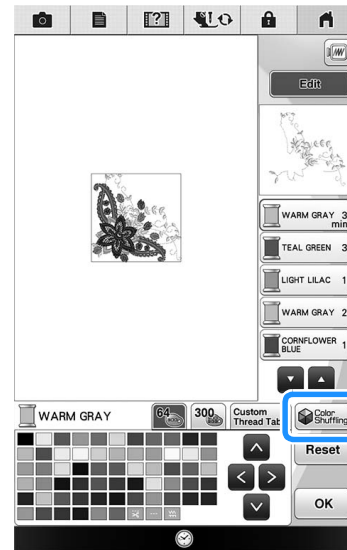 Edit
WARM GRAY 3
min
TEAL GREEN 3
LIGHT LILAC 1
WARM GRAY 2
CORNFLOWER
BLUE 1
WARM GRAY
64
300
Custom
Thread Tab
Color
Shuffling
Reset
OK